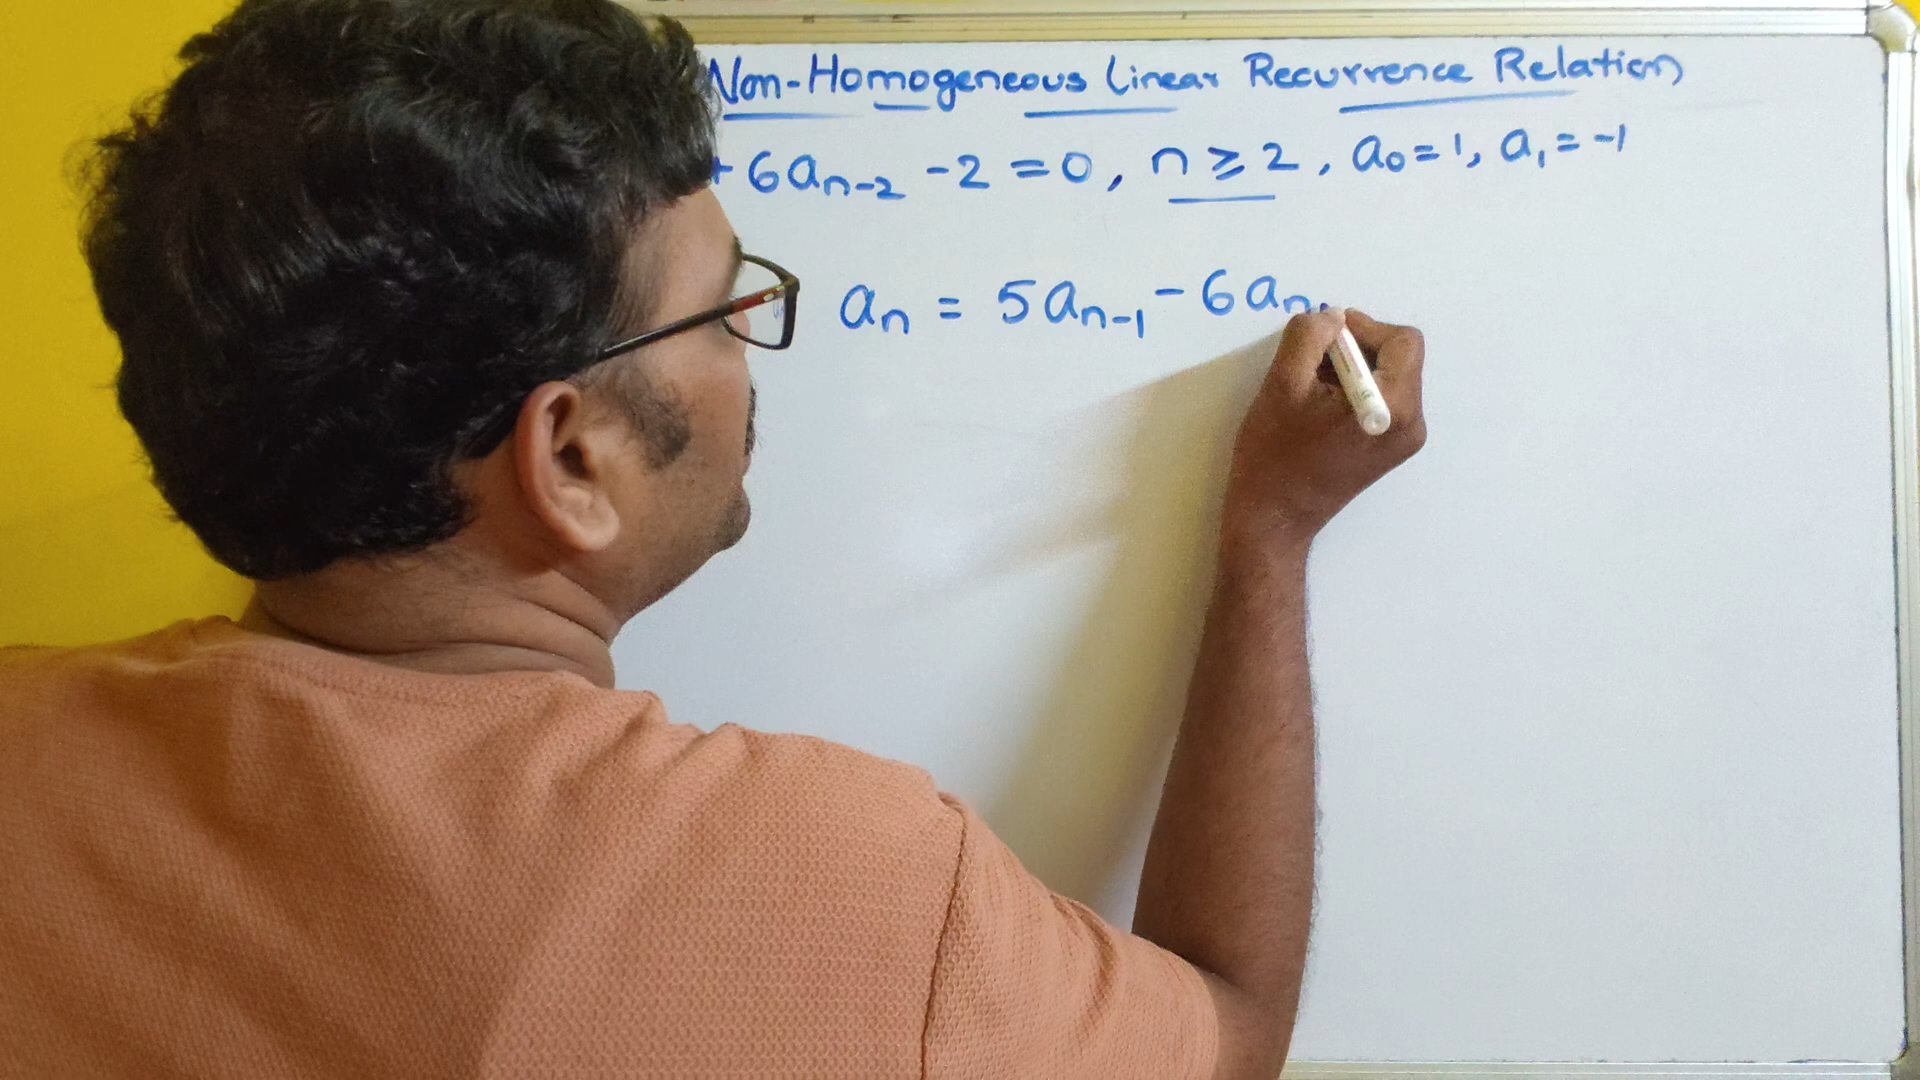 Non-Homogeneous Linear Recurrence Relation
+ 6aₙ₋₂ - 2 = 0, n ≥ 2, a₀ = 1, a₁ = -1
aₙ = 5aₙ₋₁ - 6aₙ